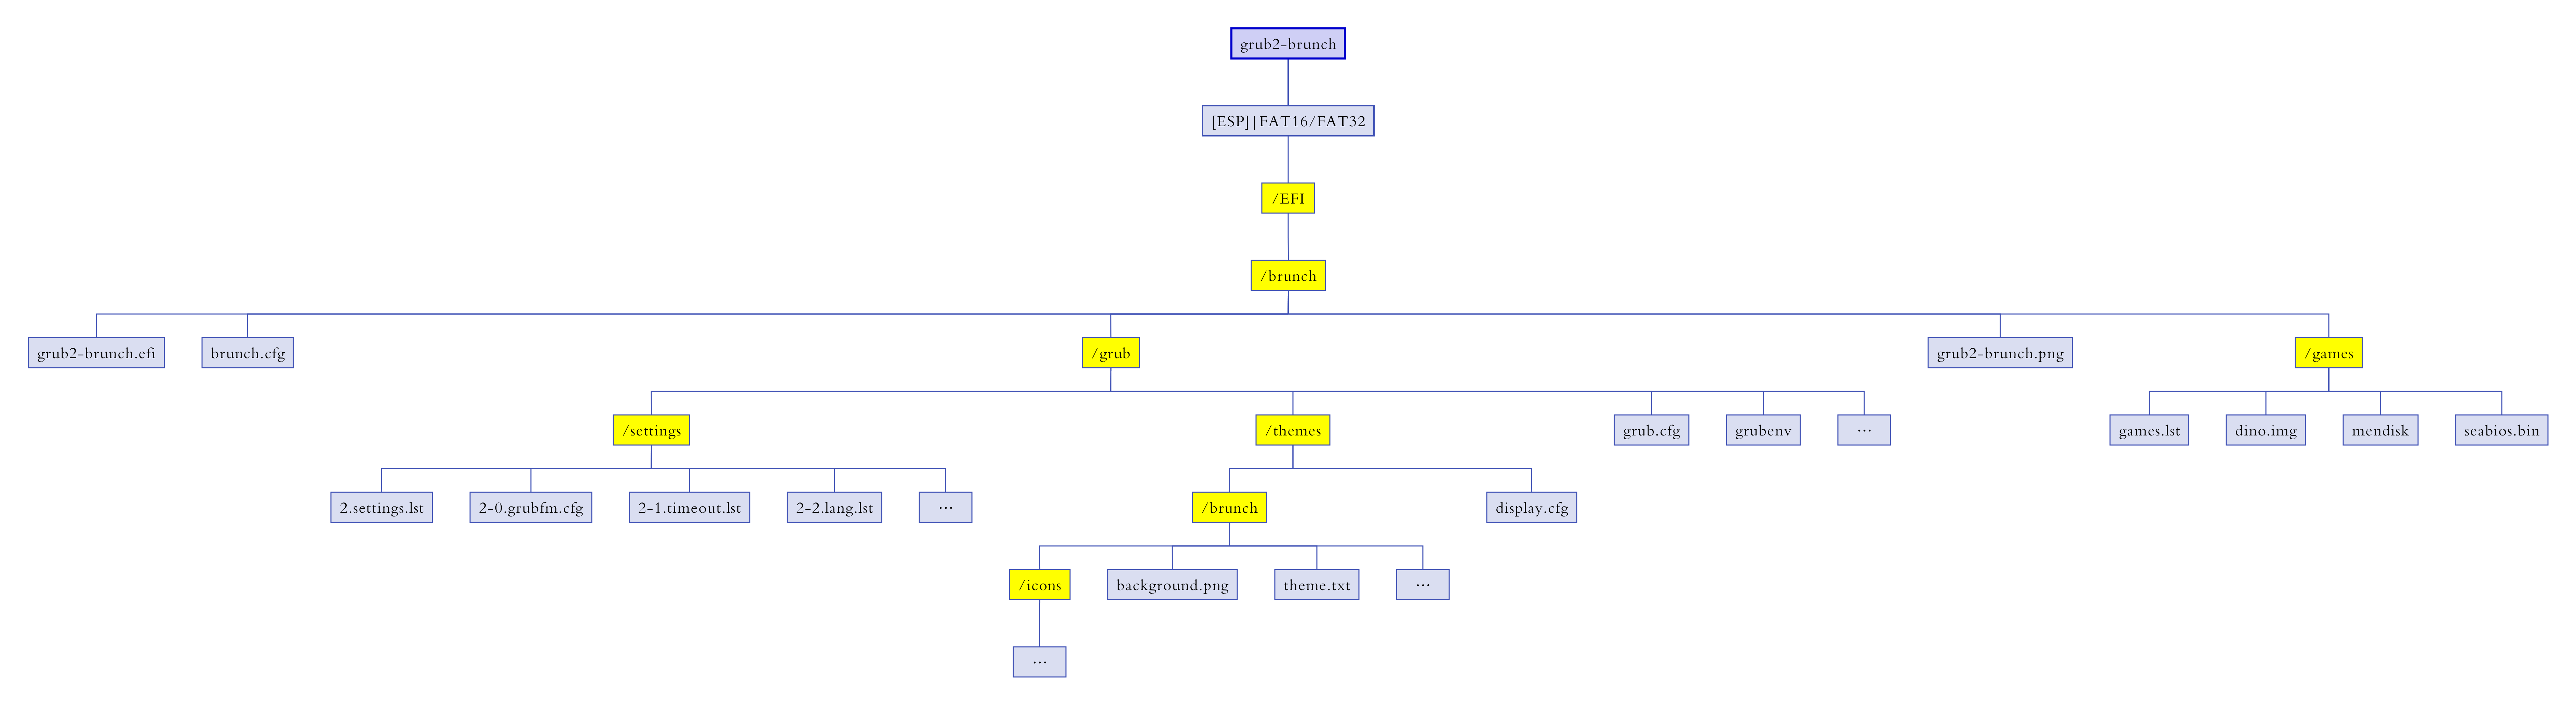 grub2-brunch
[ESP]|FAT16/FAT32
/EFI
/brunch
grub2-brunch.efi
brunch.cfg
/grub
grub2-brunch.png
/games
/settings
/themes
grub.cfg
grubenv
...
games.lst
dino.img
mendisk
seabios.bin
2.settings.lst
2-0.grubfm.cfg
2-1.timeout.lst
2-2.lang.lst
...
/brunch
display.cfg
/icons
background.png
theme.txt
...
...